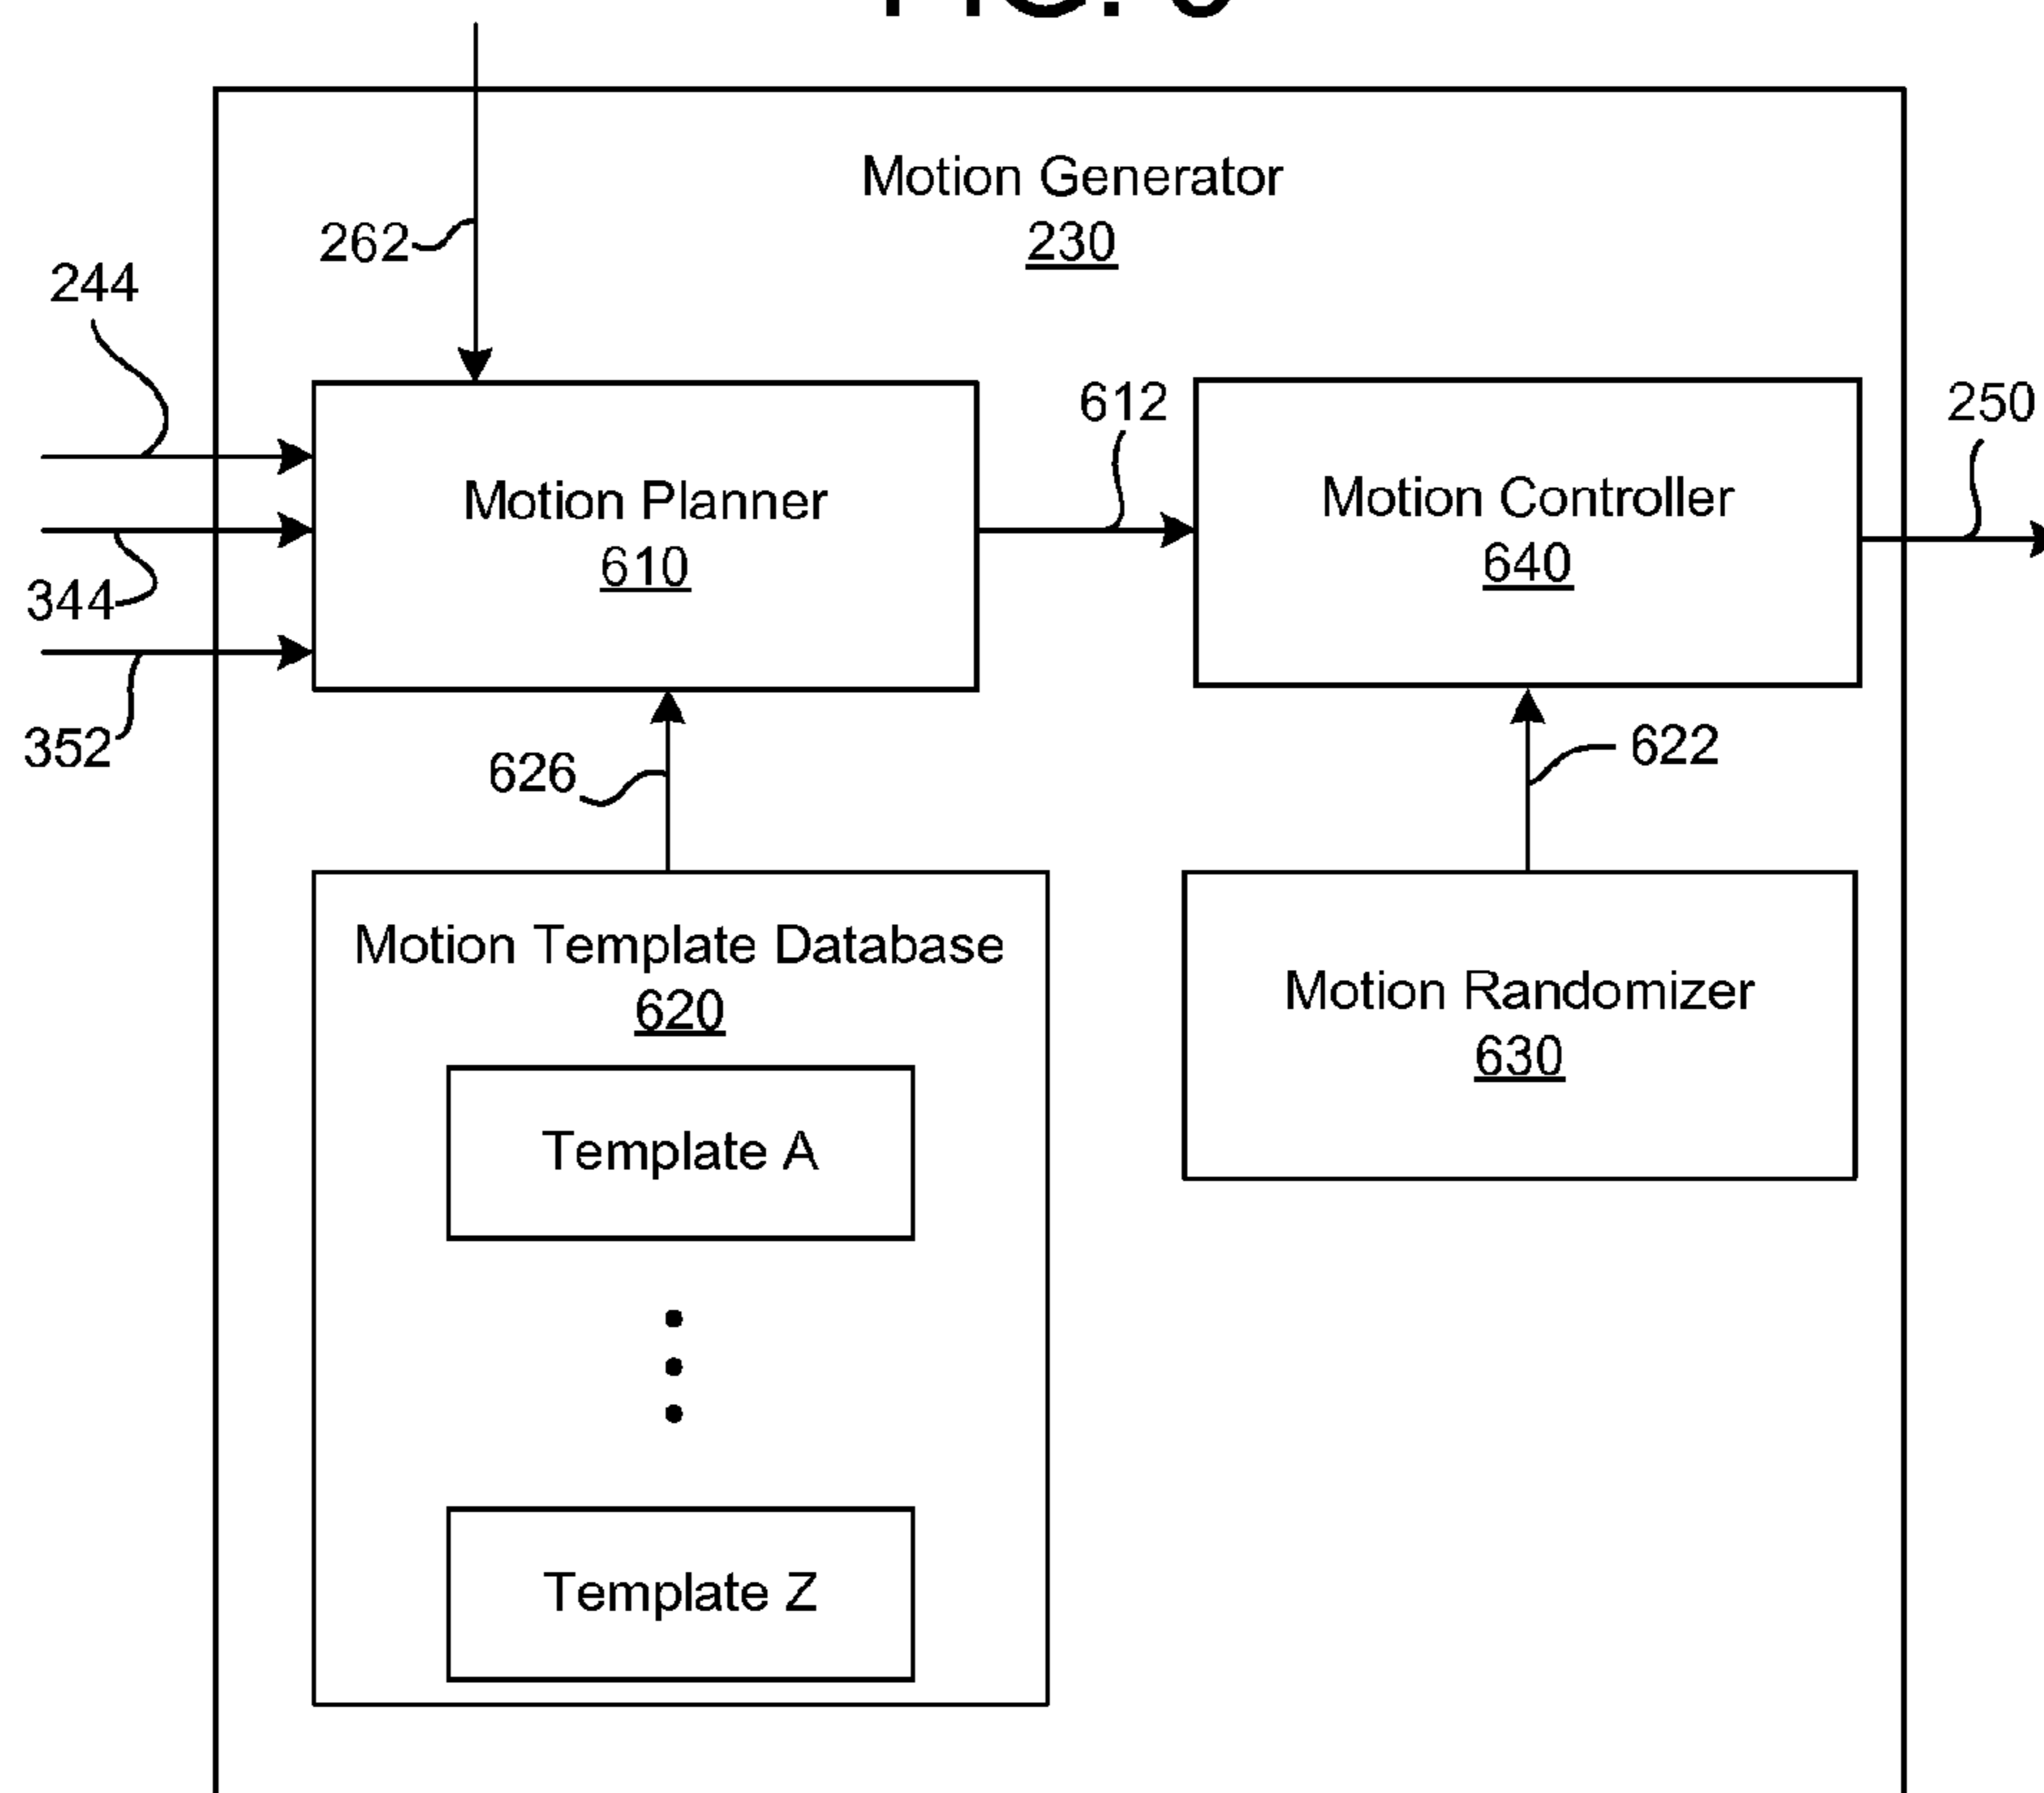 Motion Generator
230
262
244
612
250
Motion Planner
610
Motion Controller
640
344
352
626
622
Motion Template Database
620
Motion Randomizer
630
Template A
Template Z